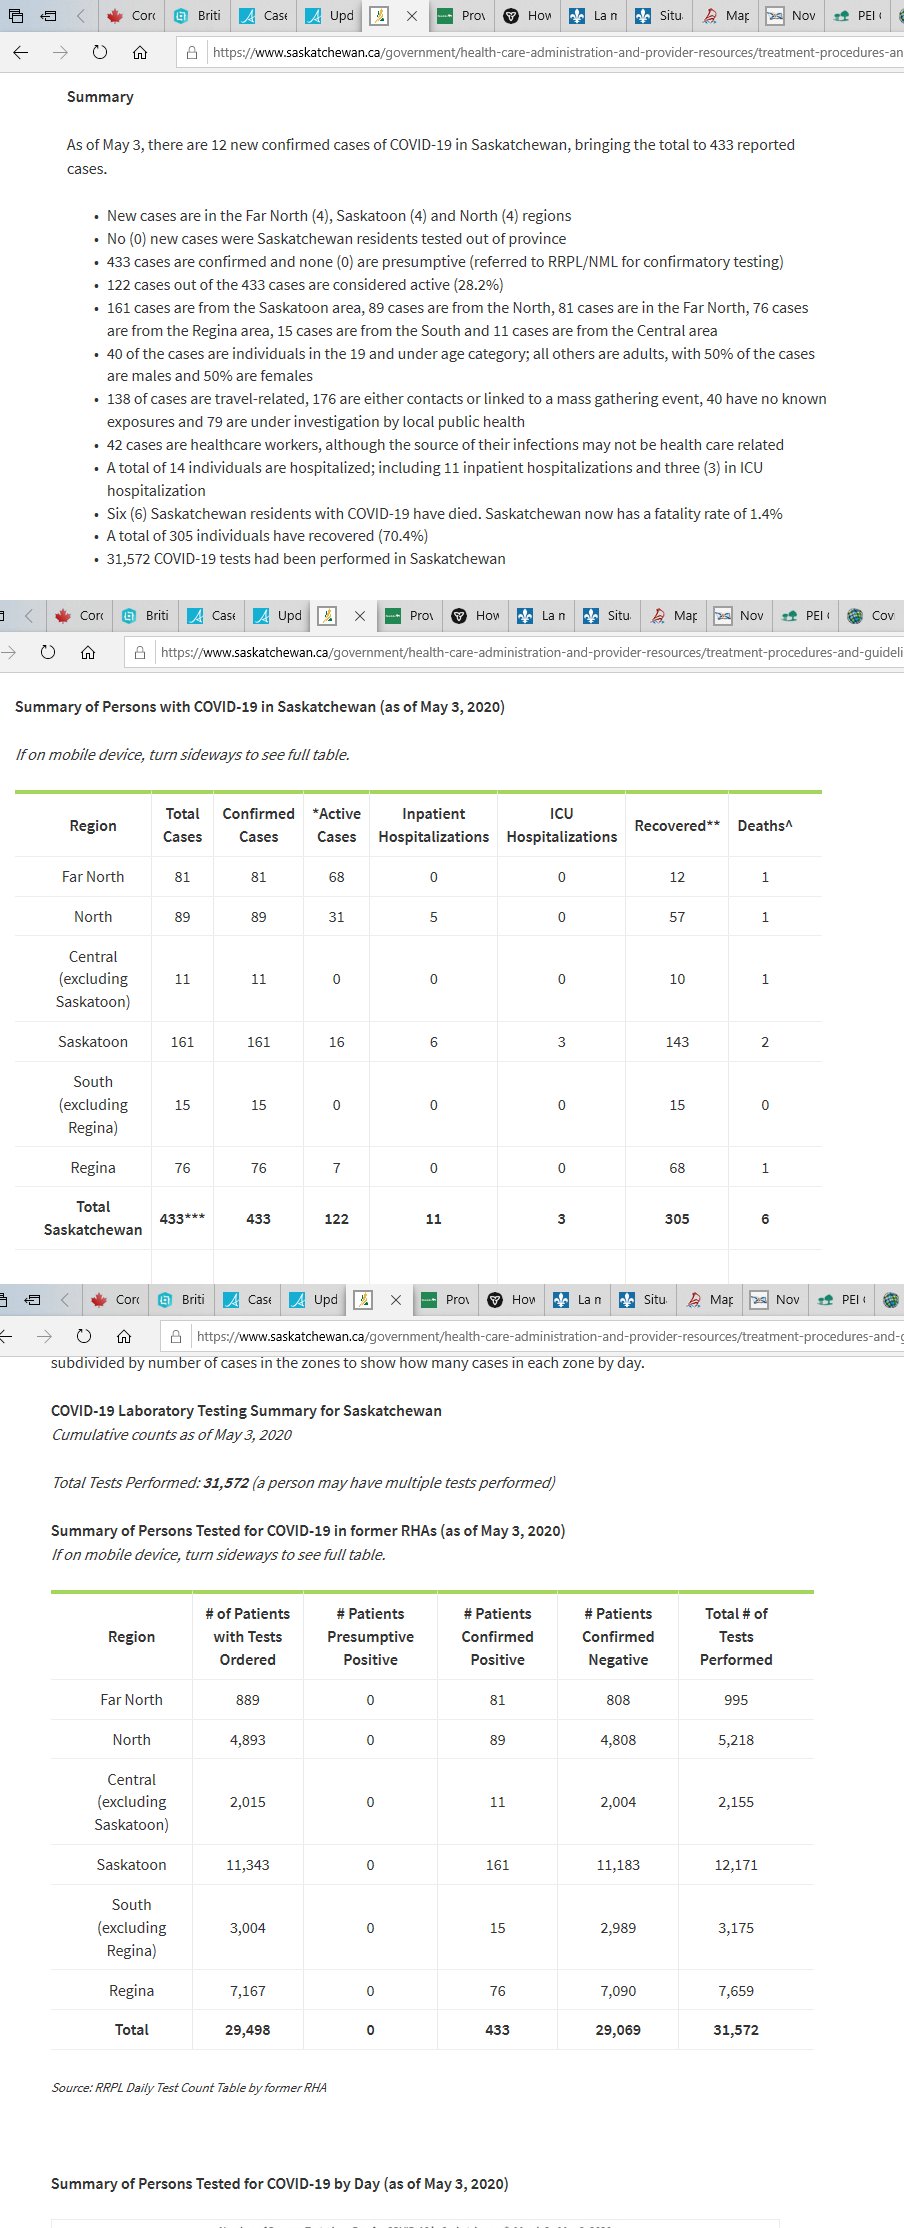 Corc Briti Case Upd Prov How La n Situ Map Nov PEI (
https://www.saskatchewan.ca/government/health-care-administration-and-provider-resources/treatment-procedures-an
Summary
As of May 3, there are 12 new confirmed cases of COVID-19 in Saskatchewan, bringing the total to 433 reported
cases.
• New cases are in the Far North (4), Saskatoon (4) and North (4) regions
• No (0) new cases were Saskatchewan residents tested out of province
• 433 cases are confirmed and none (0) are presumptive (referred to RRPL/NML for confirmatory testing)
• 122 cases out of the 433 cases are considered active (28.2%)
• 161 cases are from the Saskatoon area, 89 cases are from the North, 81 cases are in the Far North, 76 cases
are from the Regina area, 15 cases are from the South and 11 cases are from the Central area
• 40 of the cases are individuals in the 19 and under age category; all others are adults, with 50% of the cases
are males and 50% are females
• 138 of cases are travel-related, 176 are either contacts or linked to a mass gathering event, 40 have no known
exposures and 79 are under investigation by local public health
• 42 cases are healthcare workers, although the source of their infections may not be health care related
• A total of 14 individuals are hospitalized; including 11 inpatient hospitalizations and three (3) in ICU
hospitalization
• Six (6) Saskatchewan residents with COVID-19 have died. Saskatchewan now has a fatality rate of 1.4%
• A total of 305 individuals have recovered (70.4%)
• 31,572 COVID-19 tests had been performed in Saskatchewan
Corc Briti Case Upd Prov How La n Situ Map Nov PEI ( Cov
https://www.saskatchewan.ca/government/health-care-administration-and-provider-resources/treatment-procedures-and-guideli
Summary of Persons with COVID-19 in Saskatchewan (as of May 3, 2020)
If on mobile device, turn sideways to see full table.
Region Total Cases Confirmed Cases *Active Cases Inpatient Hospitalizations ICU Hospitalizations Recovered** Deaths^
Far North 81 81 68 0 0 12 1
North 89 89 31 5 0 57 1
Central (excluding Saskatoon) 11 11 0 0 0 10 1
Saskatoon 161 161 16 6 3 143 2
South (excluding Regina) 15 15 0 0 0 15 0
Regina 76 76 7 0 0 68 1
Total Saskatchewan 433*** 433 122 11 3 305 6
Corc Briti Case Upd Prov How La n Situ Map Nov PEI (
https://www.saskatchewan.ca/government/health-care-administration-and-provider-resources/treatment-procedures-and-g
subdivided by number of cases in the zones to show how many cases in each zone by day.
COVID-19 Laboratory Testing Summary for Saskatchewan
Cumulative counts as of May 3, 2020
Total Tests Performed: 31,572 (a person may have multiple tests performed)
Summary of Persons Tested for COVID-19 in former RHAs (as of May 3, 2020)
If on mobile device, turn sideways to see full table.
Region # of Patients with Tests Ordered # Patients Presumptive Positive # Patients Confirmed Positive # Patients Confirmed Negative Total # of Tests Performed
Far North 889 0 81 808 995
North 4,893 0 89 4,808 5,218
Central (excluding Saskatoon) 2,015 0 11 2,004 2,155
Saskatoon 11,343 0 161 11,183 12,171
South (excluding Regina) 3,004 0 15 2,989 3,175
Regina 7,167 0 76 7,090 7,659
Total 29,498 0 433 29,069 31,572
Source: RRPL Daily Test Count Table by former RHA
Summary of Persons Tested for COVID-19 by Day (as of May 3, 2020)